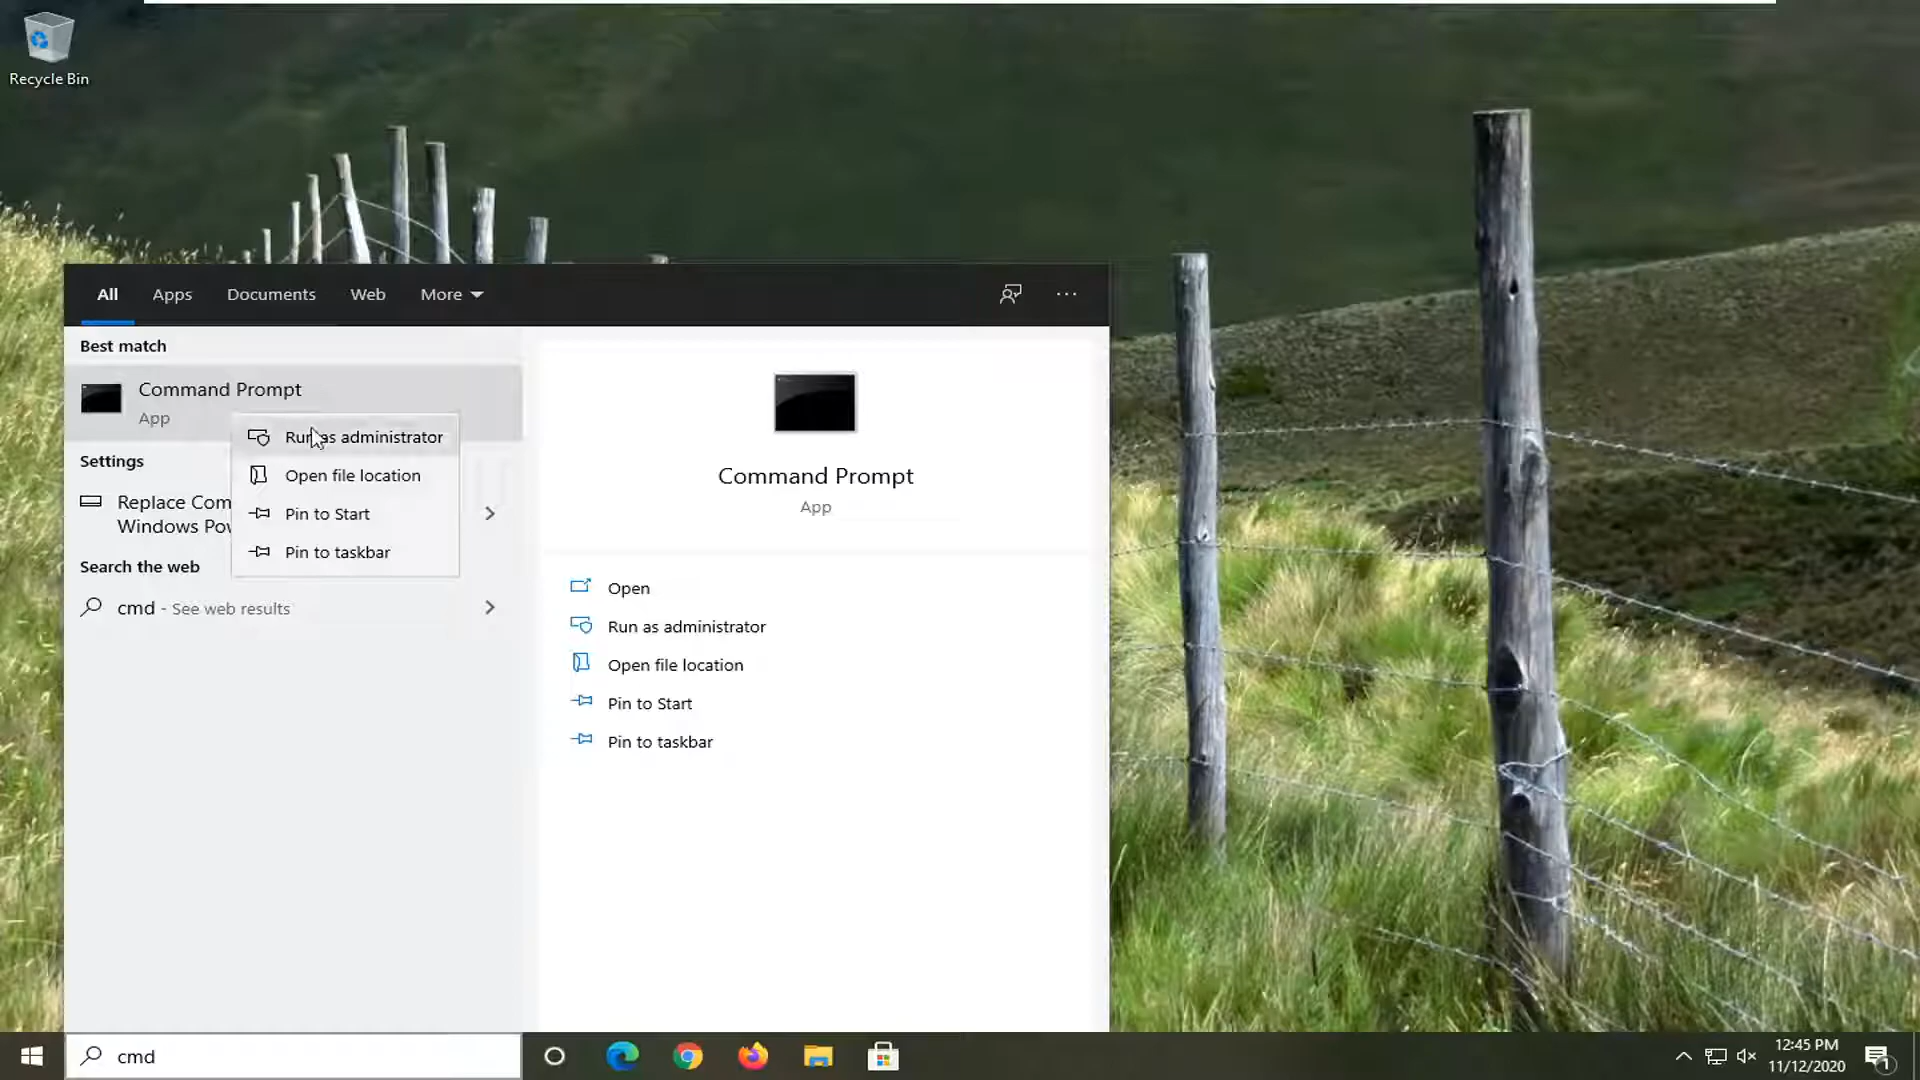 Recycle Bin
All
Apps
Documents
Web
More
Best match
Command Prompt
App
Run as administrator
Open file location
Pin to Start
Pin to taskbar
Settings
Replace Com
Windows Pov
Search the web
cmd - See web results
Command Prompt
App
Open
Run as administrator
Open file location
Pin to Start
Pin to taskbar
cmd
12:45 PM
11/12/2020
1